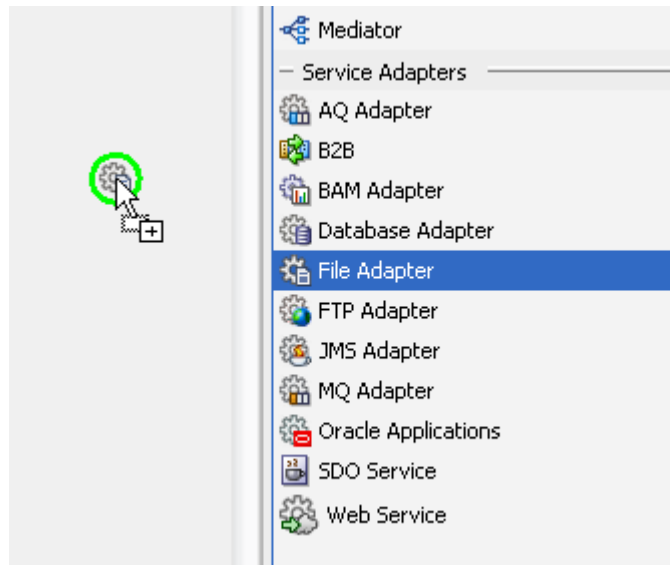 Mediator
Service Adapters
AQ Adapter
B2B
BAM Adapter
Database Adapter
File Adapter
FTP Adapter
JMS Adapter
MQ Adapter
Oracle Applications
SDO Service
Web Service